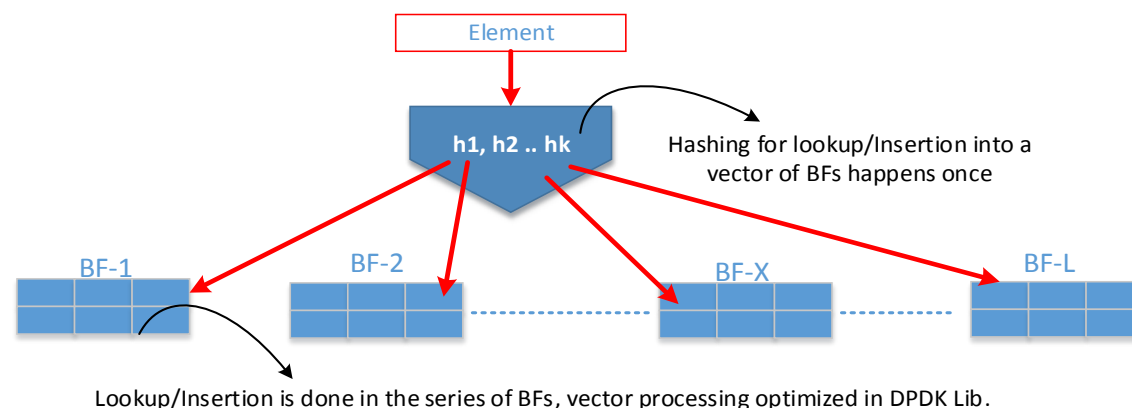 Element
h1, h2 .. hk
Hashing for lookup/Insertion into a
vector of BFs happens once
BF-1
BF-2
BF-X
BF-L
Lookup/Insertion is done in the series of BFs, vector processing optimized in DPDK Lib.